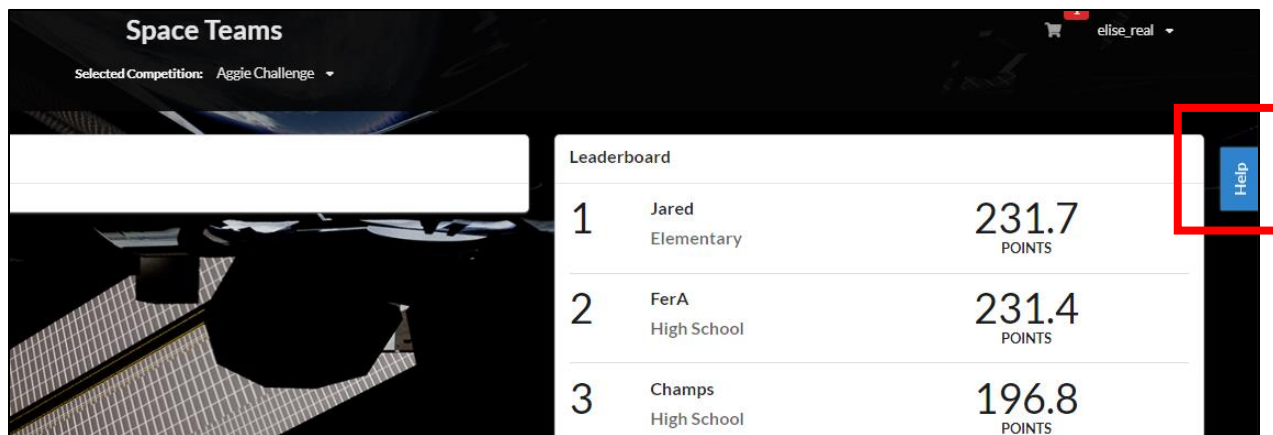 Space Teams
elise_real
Selected Competition: Aggie Challenge
Leaderboard
Help
1
Jared
Elementary
231.7
POINTS
2
FerA
High School
231.4
POINTS
3
Champs
High School
196.8
POINTS